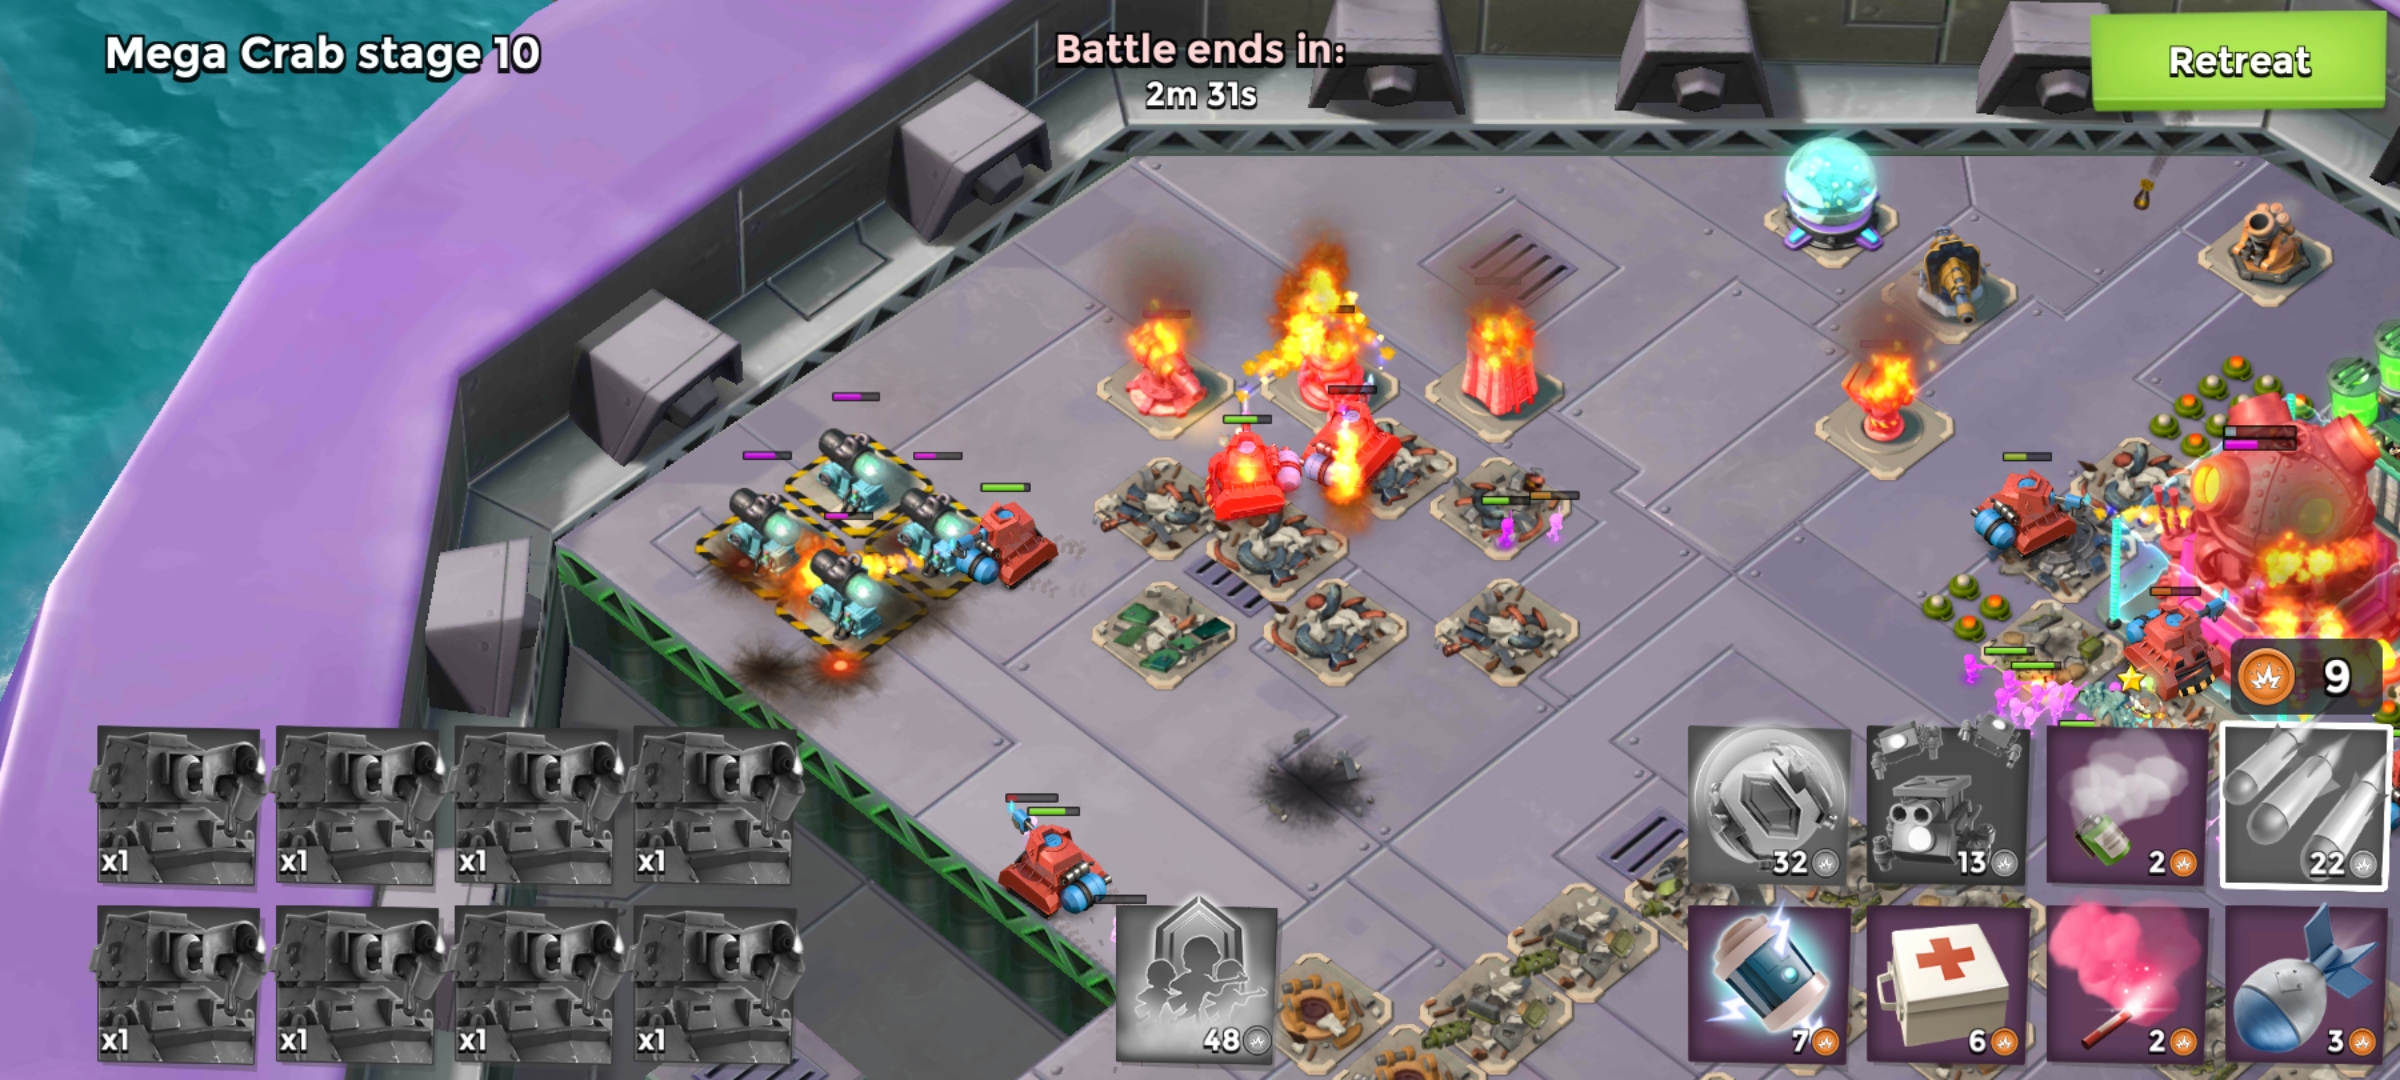 Mega Crab stage 10
Battle ends in:
2m 31s
Retreat
9
x1
x1
x1
x1
32
13
2
22
x1
x1
x1
x1
48
7
6
2
3